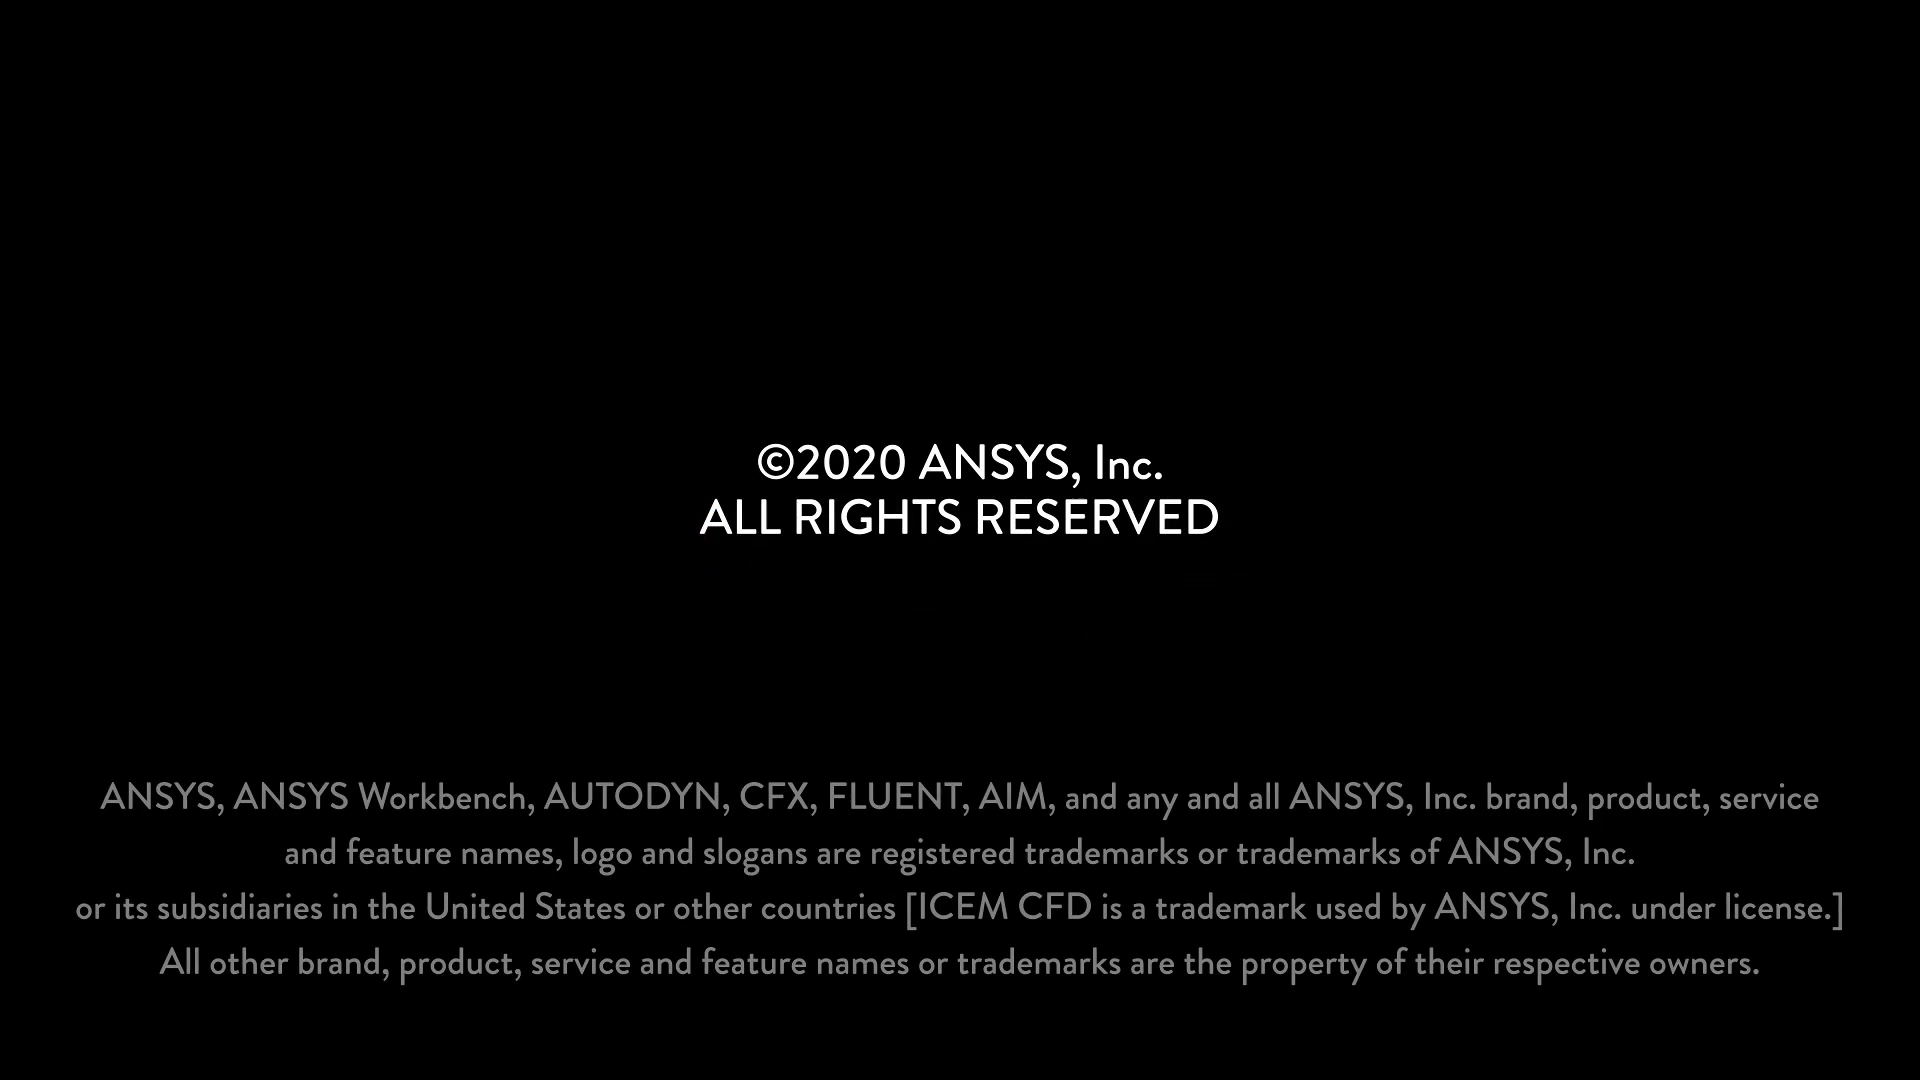 ©2020 ANSYS, Inc.
ALL RIGHTS RESERVED
ANSYS, ANSYS Workbench, AUTODYN, CFX, FLUENT, AIM, and any and all ANSYS, Inc. brand, product, service
and feature names, logo and slogans are registered trademarks or trademarks of ANSYS, Inc.
or its subsidiaries in the United States or other countries [ICEM CFD is a trademark used by ANSYS, Inc. under license.]
All other brand, product, service and feature names or trademarks are the property of their respective owners.